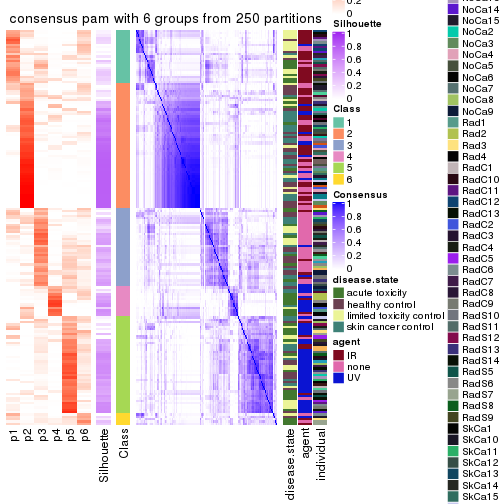 consensus pam with 6 groups from 250 partitions
0.2
0
Silhouette
1
0.8
0.6
0.4
0.2
0
Class
1
2
3
4
5
6
Consensus
1
0.8
0.6
0.4
0.2
0
disease.state
acute toxicity
healthy control
limited toxicity control
skin cancer control
agent
IR
none
UV
NoCa14
NoCa15
NoCa2
NoCa3
NoCa4
NoCa5
NoCa6
NoCa7
NoCa8
NoCa9
Rad1
Rad2
Rad3
Rad4
RadC1
RadC10
RadC11
RadC12
RadC13
RadC2
RadC3
RadC4
RadC5
RadC6
RadC7
RadC8
RadC9
RadS10
RadS11
RadS12
RadS13
RadS14
RadS5
RadS6
RadS7
RadS8
RadS9
SkCa1
SkCa10
SkCa11
SkCa12
SkCa13
SkCa14
SkCa15
p1
p2
p3
p4
p5
p6
Silhouette
Class
disease.state
agent
individual